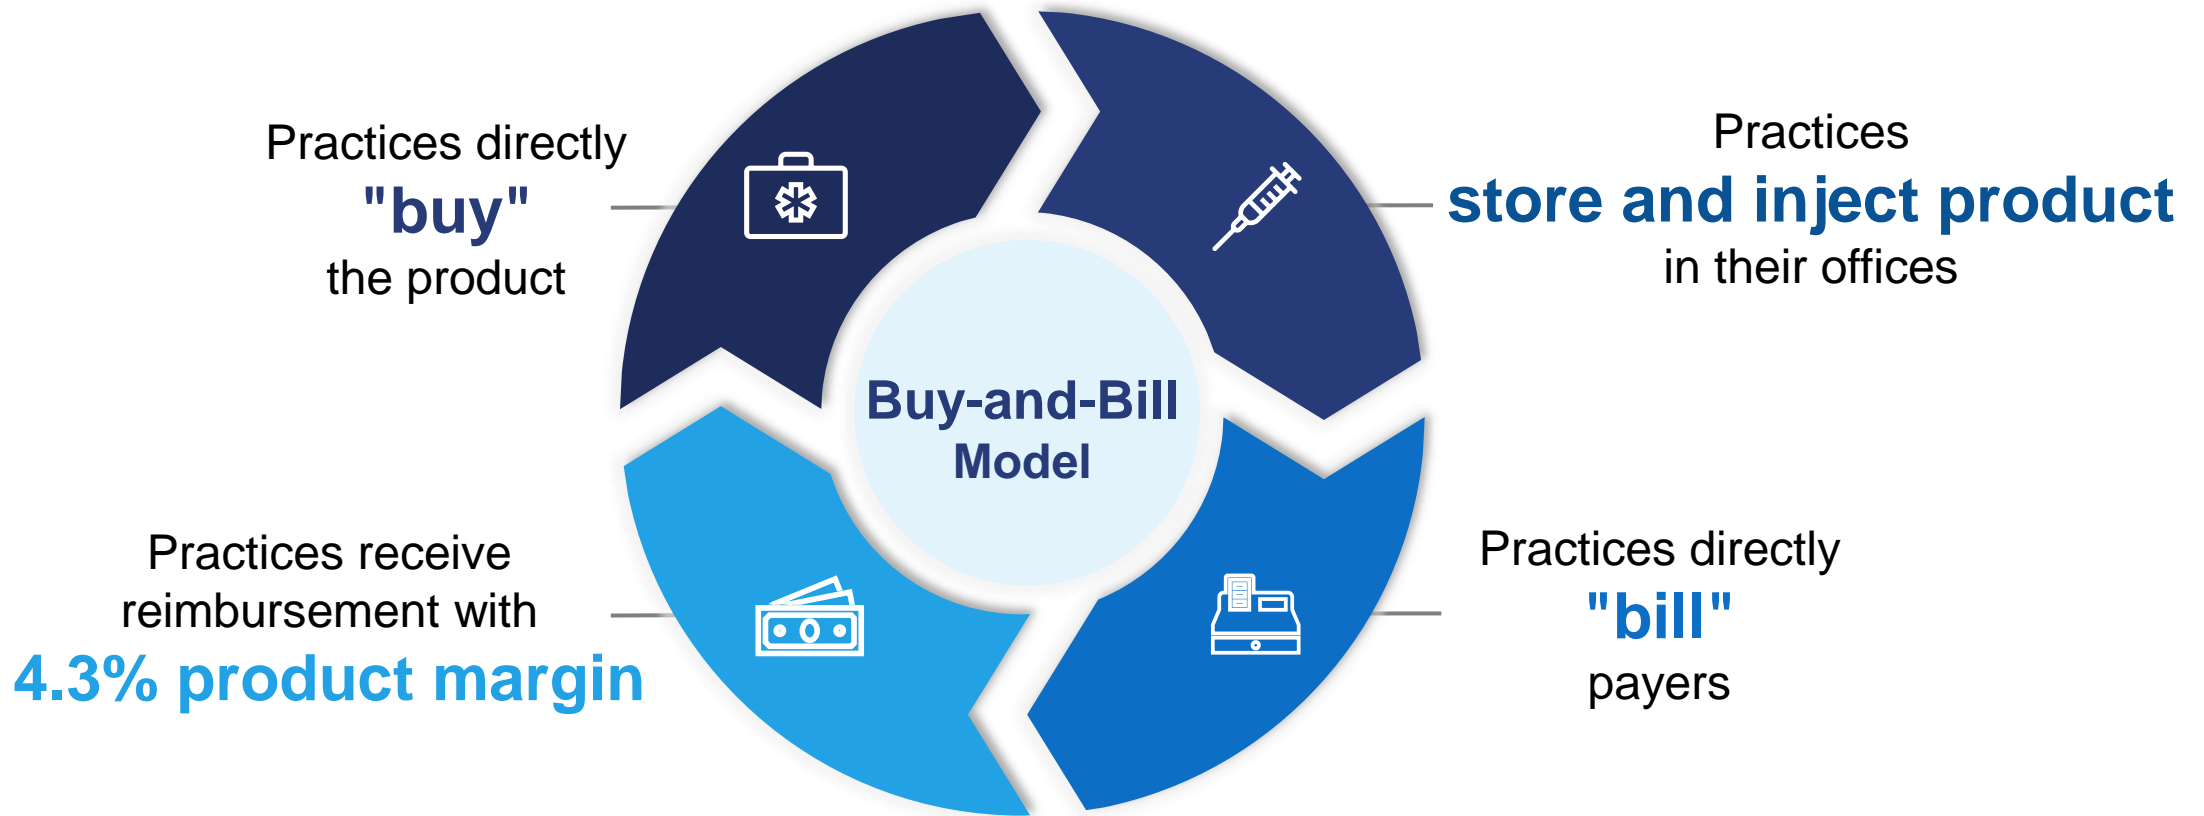 Practices directly
"buy"
the product
Practices
store and inject product
in their offices
Buy-and-Bill
Model
Practices receive
reimbursement with
4.3% product margin
Practices directly
"bill"
payers